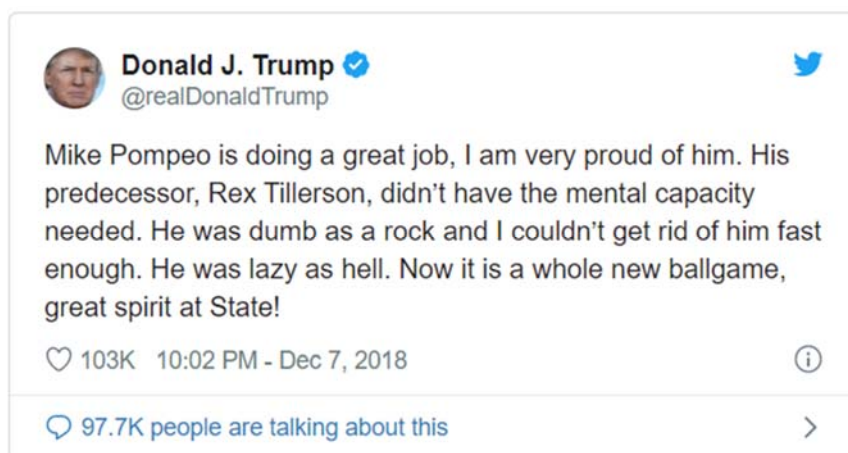 Donald J. Trump
@realDonaldTrump
Mike Pompeo is doing a great job, I am very proud of him. His
predecessor, Rex Tillerson, didn’t have the mental capacity
needed. He was dumb as a rock and I couldn’t get rid of him fast
enough. He was lazy as hell. Now it is a whole new ballgame,
great spirit at State!
103K 10:02 PM - Dec 7, 2018
97.7K people are talking about this